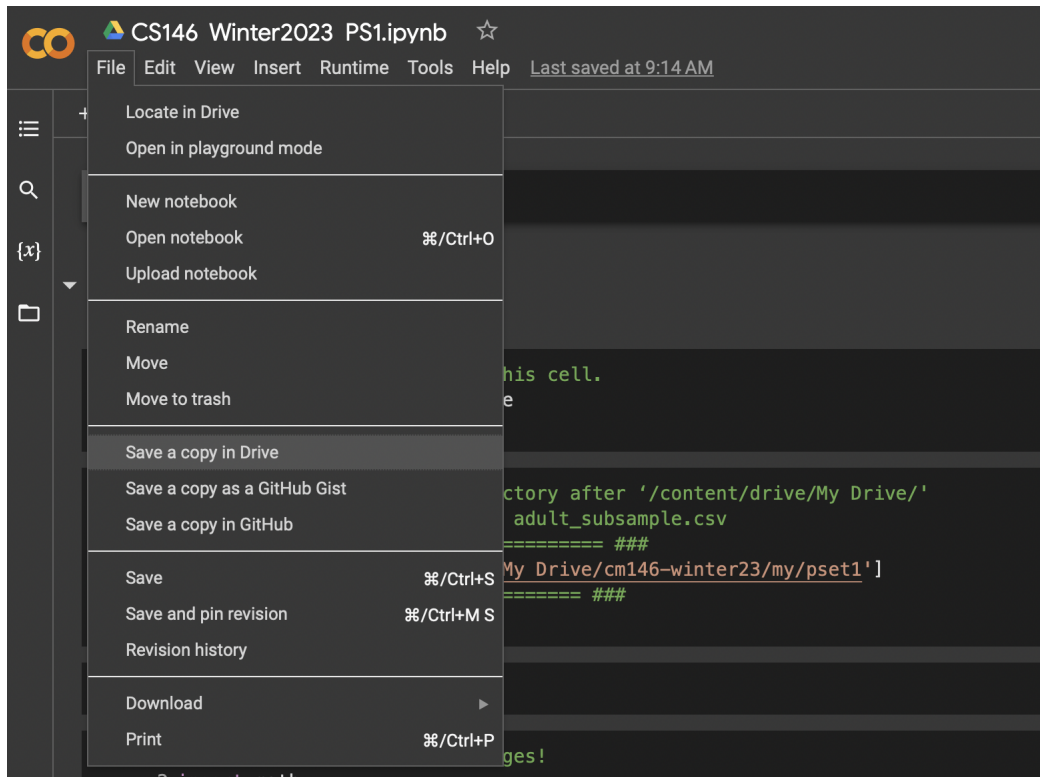 CS146 Winter2023 PS1.ipynb
File Edit View Insert Runtime Tools Help Last saved at 9:14 AM
+
Locate in Drive
Open in playground mode
New notebook
Open notebook ⌘/Ctrl+O
{x}
Upload notebook
Rename
Move
his cell.
Move to trash
e
Save a copy in Drive
Save a copy as a GitHub Gist
ctory after ‘/content/drive/My Drive/'
Save a copy in GitHub
adult_subsample.csv
========= ###
Save ⌘/Ctrl+S
My Drive/cm146-winter23/my/pset1']
======= ###
Save and pin revision ⌘/Ctrl+M S
Revision history
Download
Print ⌘/Ctrl+P
ges!